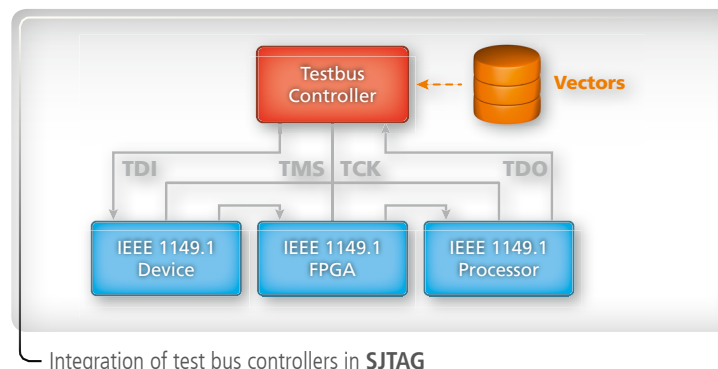 Testbus
Controller
Vectors
TDI
TMS
TCK
TDO
IEEE 1149.1
Device
IEEE 1149.1
FPGA
IEEE 1149.1
Processor
Integration of test bus controllers in SJTAG